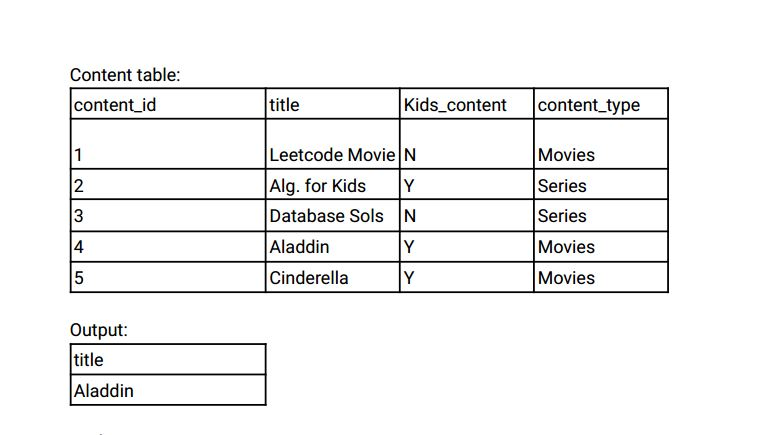 Content table:
content_id title Kids_content content_type
1 Leetcode Movie N Movies
2 Alg. for Kids Y Series
3 Database Sols N Series
4 Aladdin Y Movies
5 Cinderella Y Movies
Output:
title
Aladdin